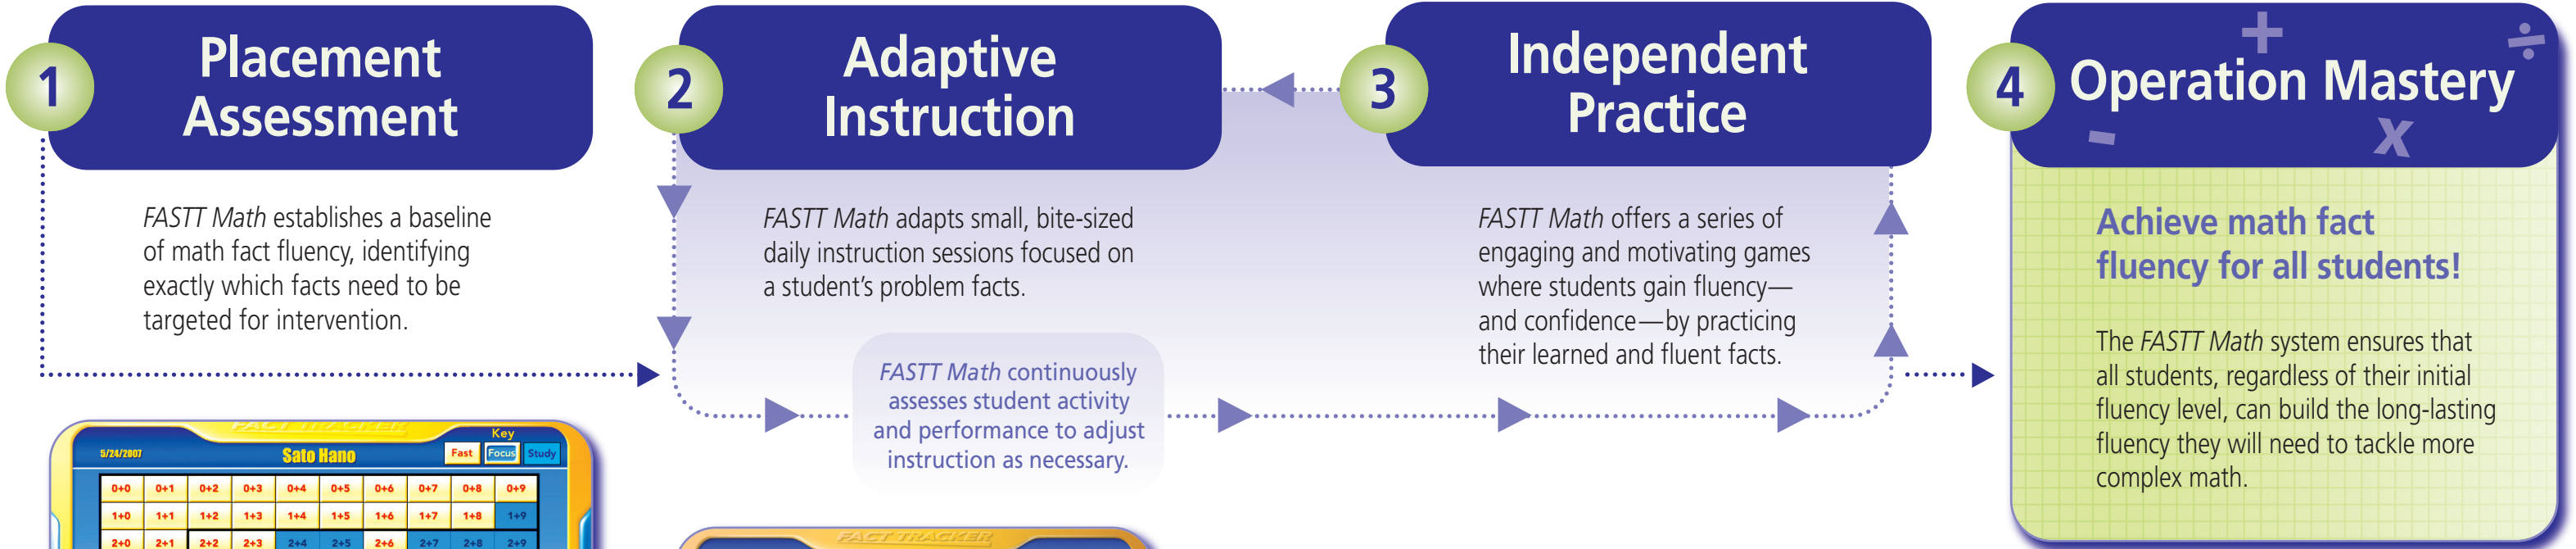 1
Placement
Assessment
FASTT Math establishes a baseline
of math fact fluency, identifying
exactly which facts need to be
targeted for intervention.
FACT TRACKER
Key
5/24/2007
Sato Hano
Fast Focus Study
0+0 0+1 0+2 0+3 0+4 0+5 0+6 0+7 0+8 0+9
1+0 1+1 1+2 1+3 1+4 1+5 1+6 1+7 1+8 1+9
2+0 2+1 2+2 2+3 2+4 2+5 2+6 2+7 2+8 2+9
2
Adaptive
Instruction
FASTT Math adapts small, bite-sized
daily instruction sessions focused on
a student's problem facts.
FASTT Math continuously
assesses student activity
and performance to adjust
instruction as necessary.
FACT TRACKER
3
Independent
Practice
FASTT Math offers a series of
engaging and motivating games
where students gain fluency—
and confidence—by practicing
their learned and fluent facts.
4
+ ÷
Operation Mastery
- x
Achieve math fact
fluency for all students!
The FASTT Math system ensures that
all students, regardless of their initial
fluency level, can build the long-lasting
fluency they will need to tackle more
complex math.